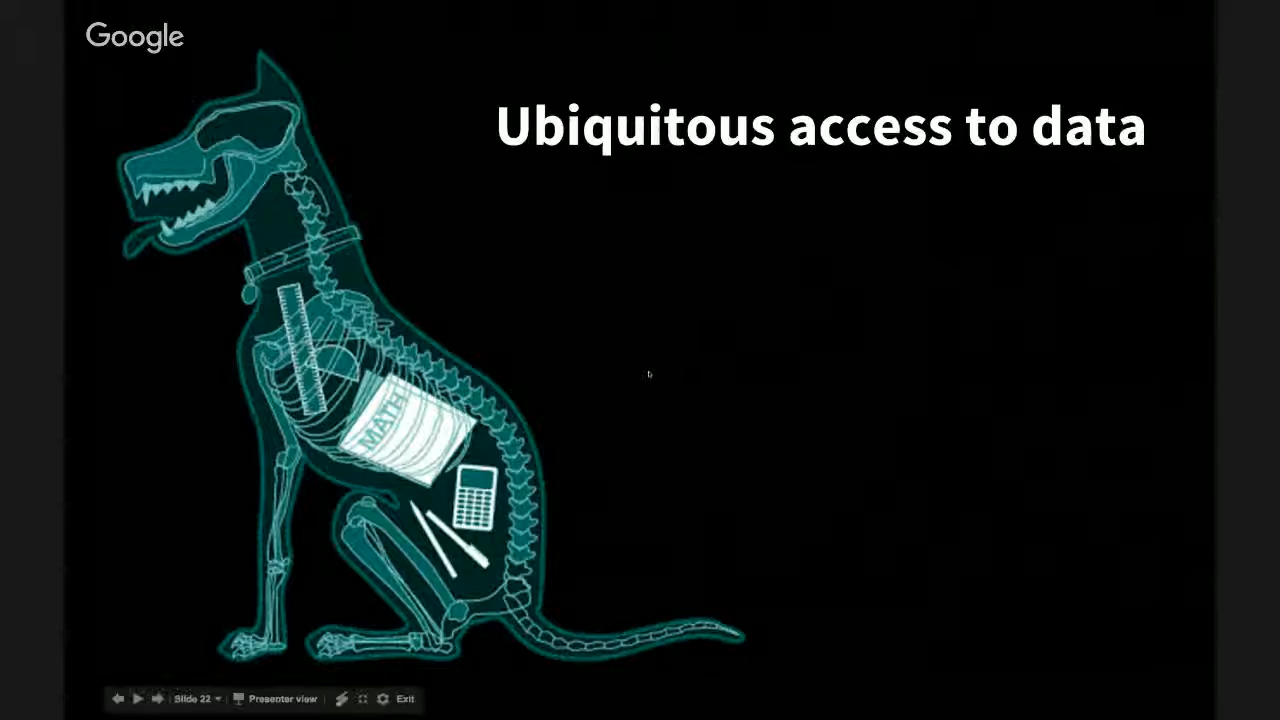 Google
Ubiquitous access to data
MATH
Slide 22
Presenter view
Exit